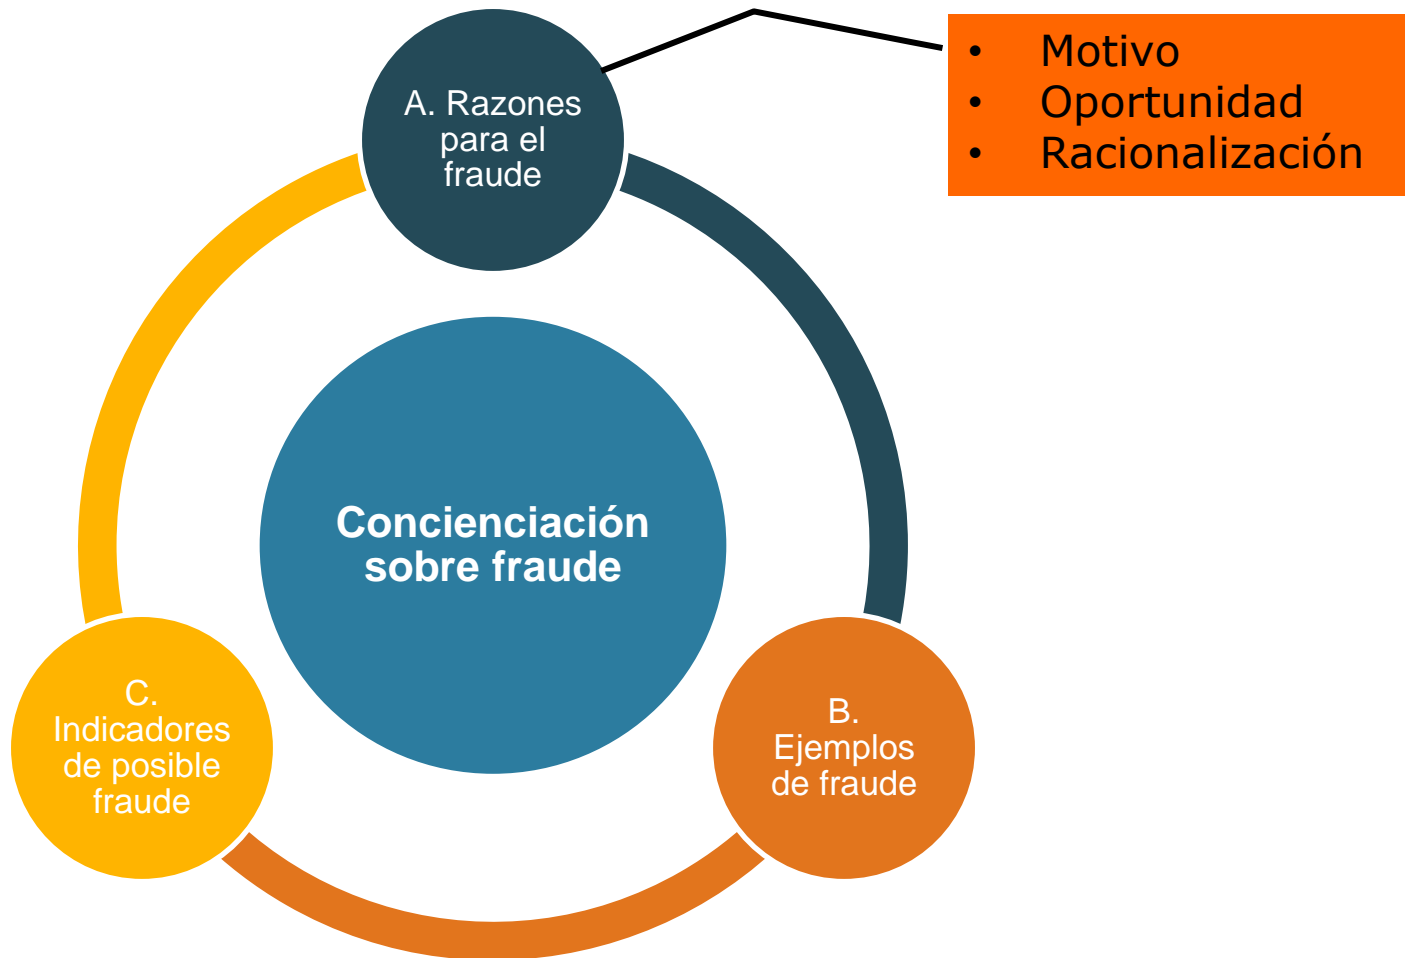 A. Razones
para el
fraude
• Motivo
• Oportunidad
• Racionalización
Concienciación
sobre fraude
B.
Ejemplos
de fraude
C.
Indicadores
de posible
fraude